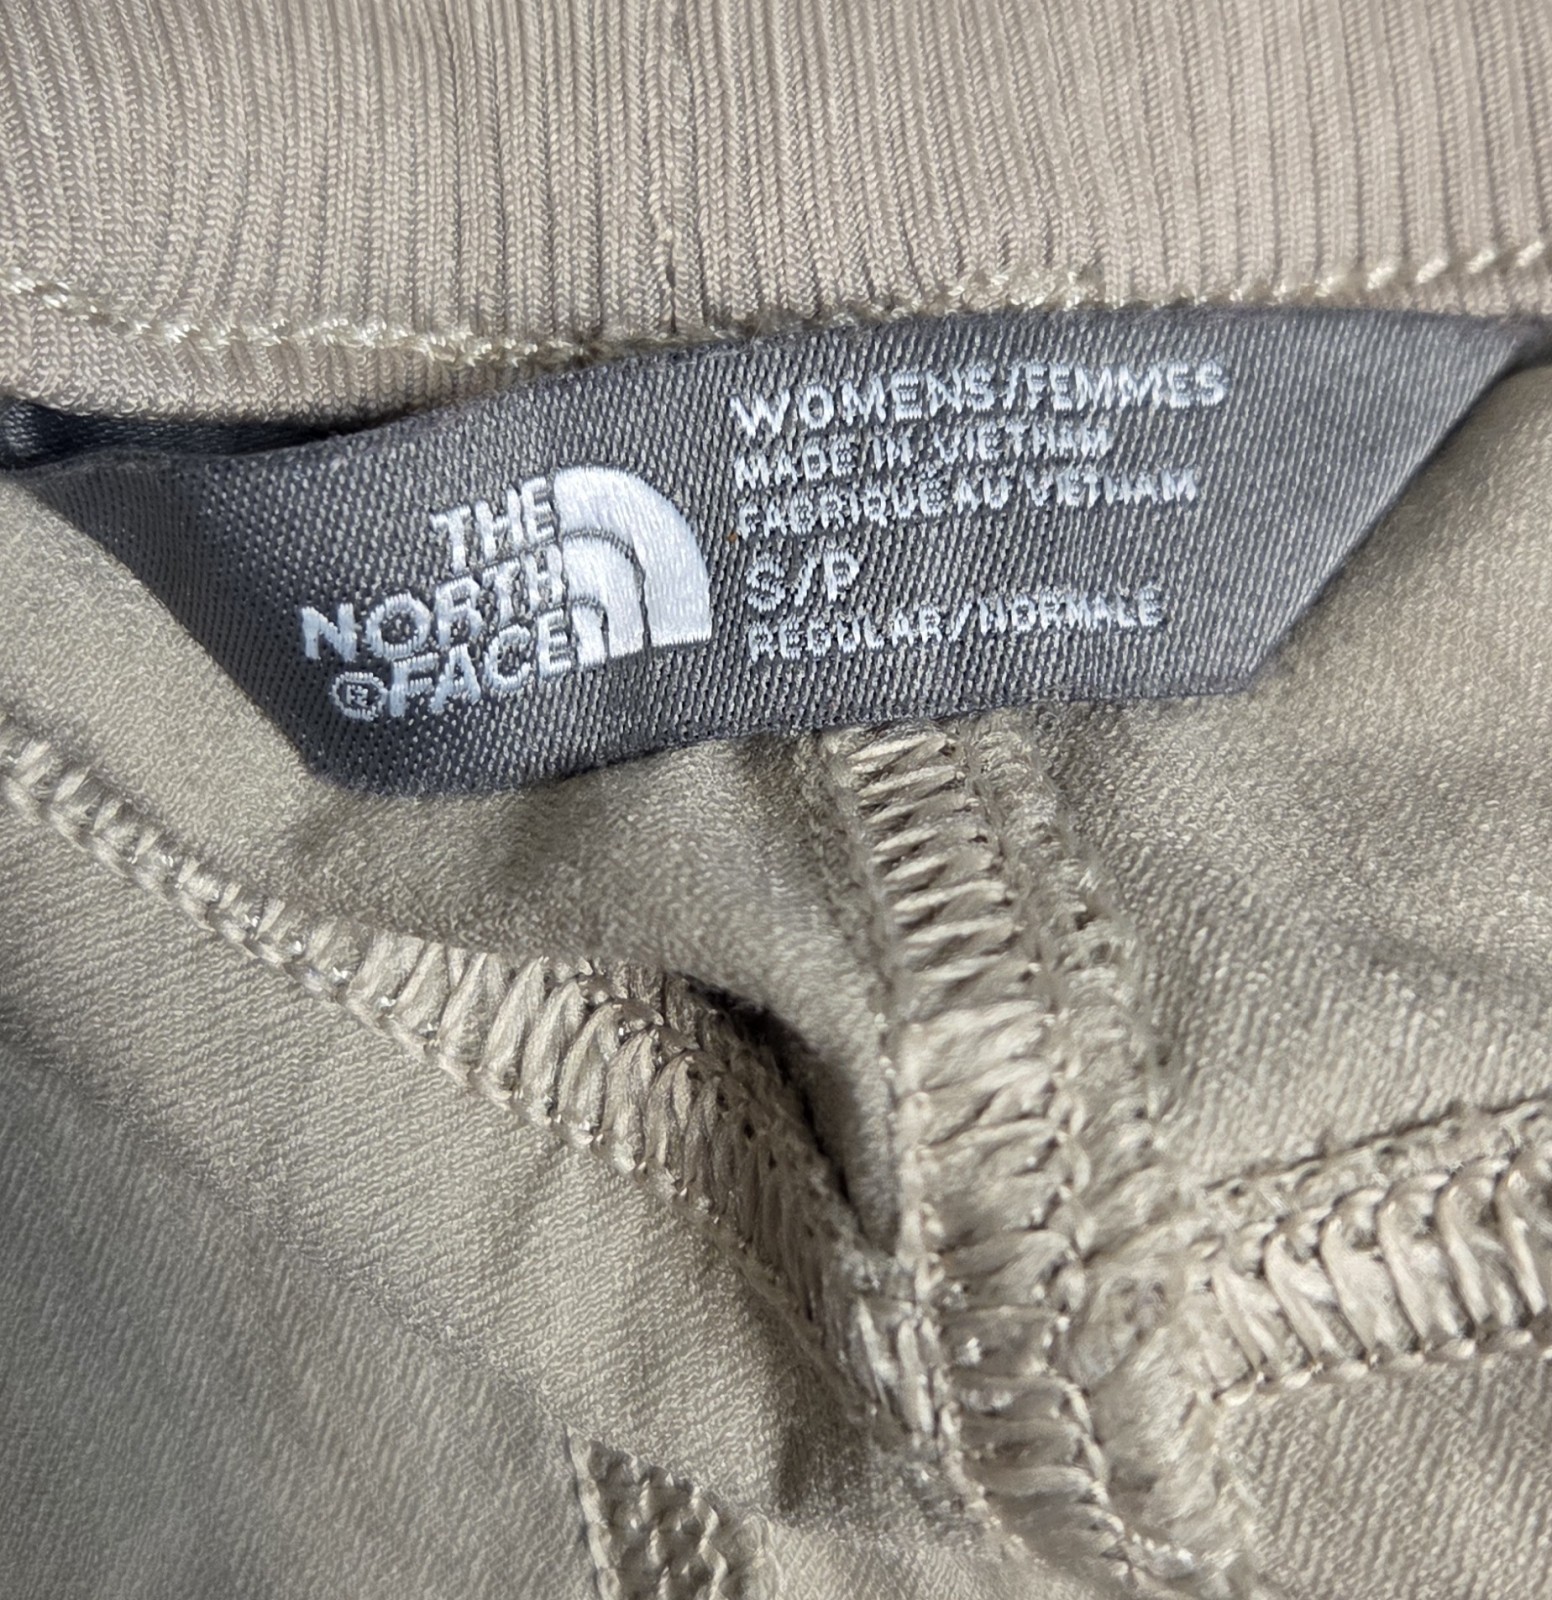 THE
NORTH
® FACE
WOMENS/FEMMES
MADE IN VIETNAM
FABRIQUÉ AU VIETNAM
S/P
REGULAR/NORMALE